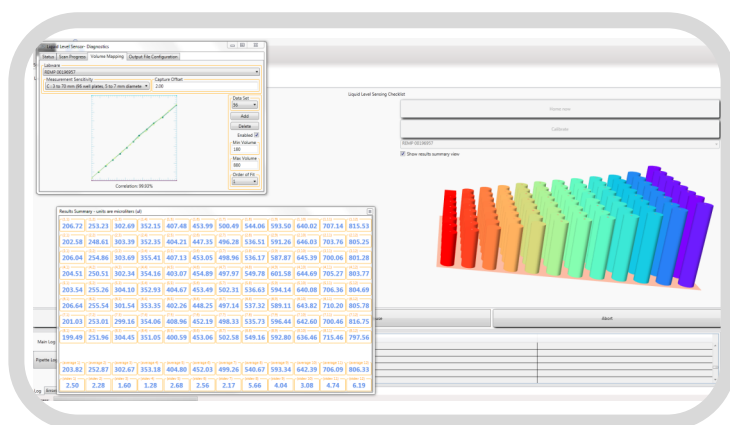 Liquid Level Sensor- Diagnostics
Status Scan Progress Volume Mapping Output File Configuration
Labware
REMP 00196957
Measurement Sensitivity Capture Offset
2.00
Data Set
96
Add
Delete
Enabled
Min Volume
180
Max Volume
880
Order of Fit
Correlation: 99.93%
Liquid Level Sensing Checklist
Home now
Calibrate
REMP 00196957
Show results summary view
Abort
Results Summary - units are microliters (ul)
206.72 253.23 302.69 352.15 407.48 453.99 500.49 544.06 593.50 640.02 707.14 815.53
202.58 248.61 303.39 352.35 404.21 447.35 496.28 536.51 591.26 646.03 703.76 805.25
206.04 254.86 303.69 355.41 407.13 453.05 498.96 536.17 587.87 645.39 700.06 801.28
204.51 250.51 302.34 354.16 403.07 454.89 497.97 549.78 601.58 644.69 705.27 803.77
203.54 255.26 304.10 352.93 404.67 453.49 502.31 536.63 594.14 640.08 706.36 804.69
206.64 255.54 301.54 353.35 402.26 448.25 497.14 537.32 589.11 643.82 710.20 805.78
201.03 253.01 299.16 354.06 408.96 452.19 498.33 535.73 596.44 642.60 700.46 816.75
199.49 251.96 304.45 351.05 400.59 453.06 502.58 549.16 592.80 636.46 715.46 797.56
203.82 252.87 302.67 353.18 404.80 452.03 499.26 540.67 593.34 642.39 706.09 806.33
2.50 2.28 1.60 1.28 2.68 2.56 2.17 5.66 4.04 3.08 4.74 6.19
Main Log
Pipette Log
Log